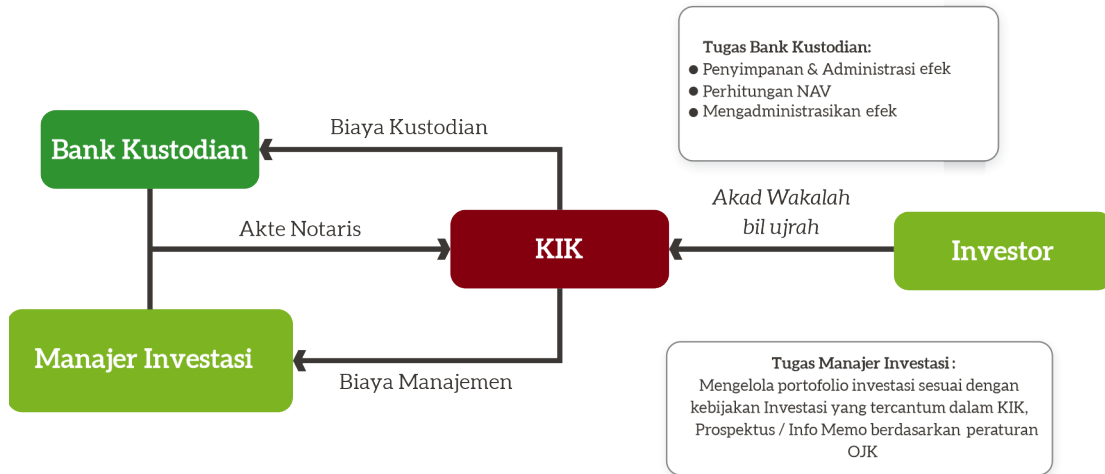 Tugas Bank Kustodian:
● Penyimpanan & Administrasi efek
● Perhitungan NAV
● Mengadministrasikan efek
Biaya Kustodian
Bank Kustodian
Akad Wakalah
bil ujrah
Akte Notaris
KIK
Investor
Manajer Investasi
Biaya Manajemen
Tugas Manajer Investasi :
Mengelola portofolio investasi sesuai dengan
kebijakan Investasi yang tercantum dalam KIK,
Prospektus / Info Memo berdasarkan peraturan
OJK